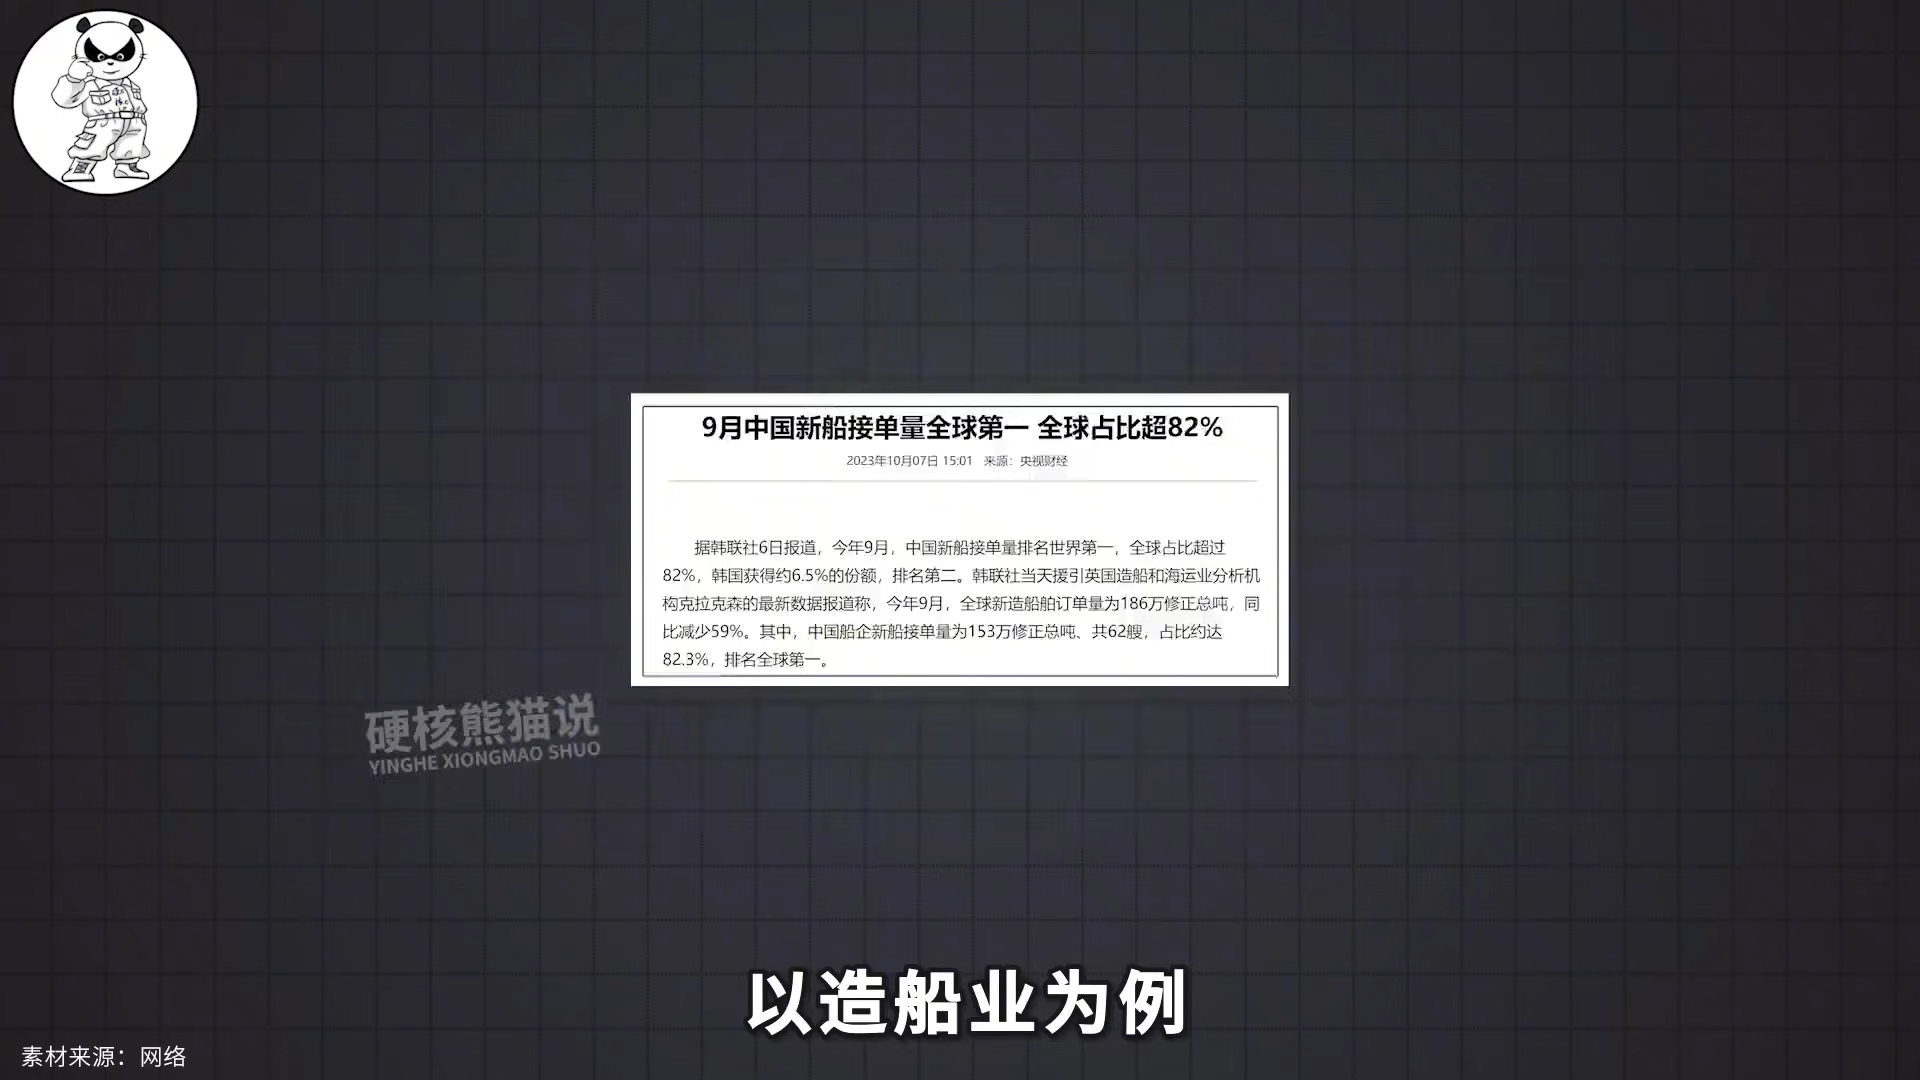 9月中国新船接单量全球第一 全球占比超82%
2023年10月07日 15:01 来源：央视财经
据韩联社6日报道，今年9月，中国新船接单量排名世界第一，全球占比超过
82%，韩国获得约6.5%的份额，排名第二。韩联社当天援引英国造船和海运业分析机
构克拉克森的最新数据报道称，今年9月，全球新造船舶订单量为186万修正总吨，同
比减少59%。其中，中国船企新船接单量为153万修正总吨、共62艘，占比约达
82.3%，排名全球第一。
硬核熊猫说
YINGHE XIONGMAO SHUO
以造船业为例
素材来源：网络